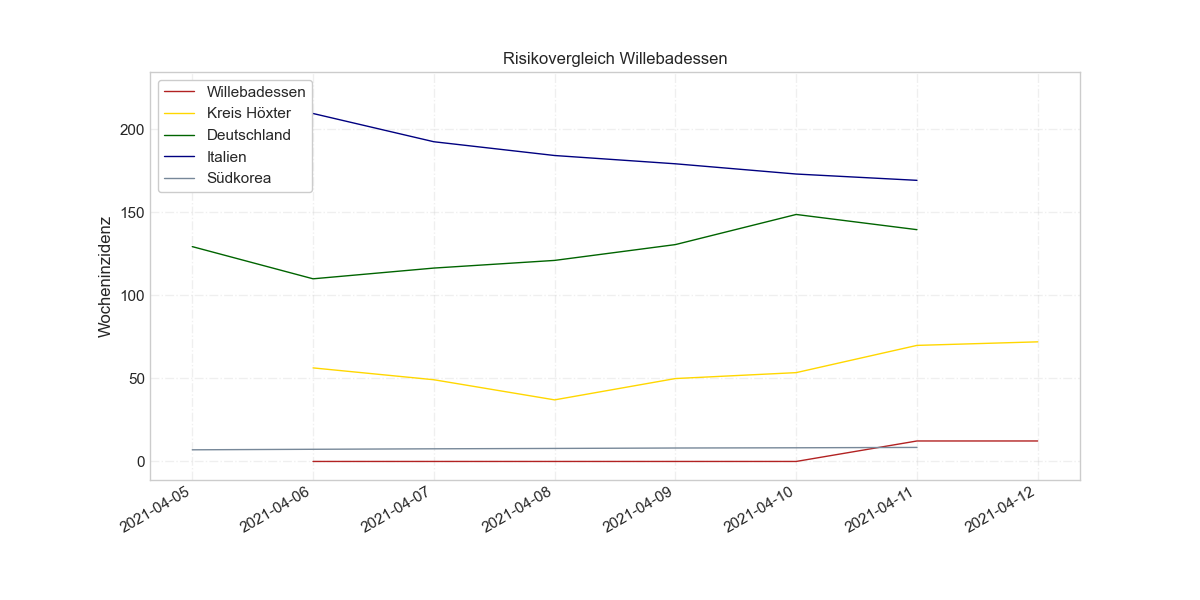 Risikovergleich Willebadessen
Willebadessen
Kreis Höxter
Deutschland
Italien
Südkorea
Wocheninzidenz
200
150
100
50
0
2021-04-05
2021-04-06
2021-04-07
2021-04-08
2021-04-09
2021-04-10
2021-04-11
2021-04-12